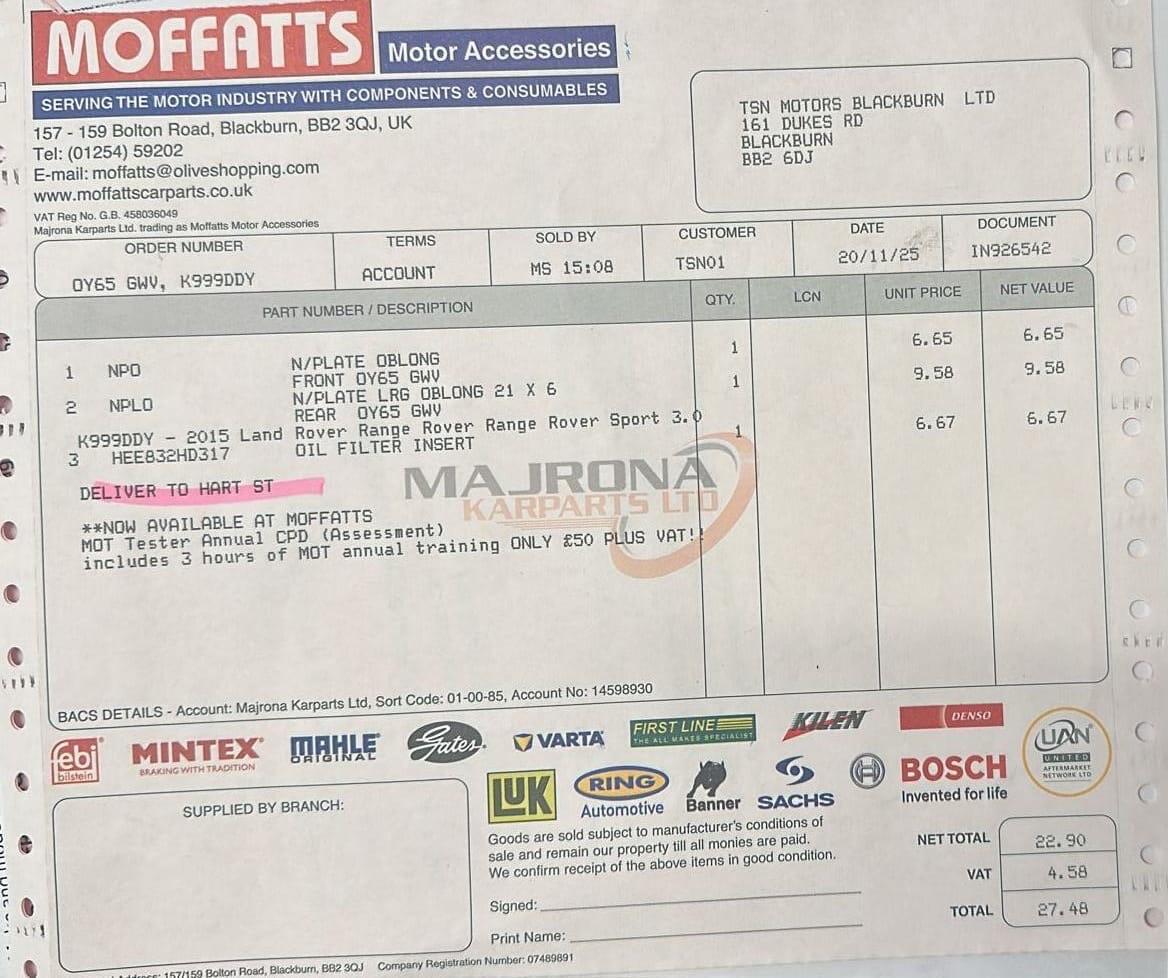 MOFFATTS
Motor Accessories
SERVING THE MOTOR INDUSTRY WITH COMPONENTS & CONSUMABLES
157 - 159 Bolton Road, Blackburn, BB2 3QJ, UK
Tel: (01254) 59202
E-mail: moffatts@oliveshopping.com
www.moffattscarparts.co.uk
VAT Reg No. G.B. 458036049
Majrona Karparts Ltd. trading as Moffatts Motor Accessories
TSN MOTORS BLACKBURN LTD
161 DUKES RD
BLACKBURN
BB2 6DJ
ORDER NUMBER TERMS SOLD BY CUSTOMER DATE DOCUMENT
OY65 GWV, K999DDY ACCOUNT MS 15:08 TSN01 20/11/25 IN926542
PART NUMBER / DESCRIPTION QTY. LCN UNIT PRICE NET VALUE
1 NPO N/PLATE OBLONG 1 6.65 6.65
FRONT OY65 GWV
2 NPLO N/PLATE LRG OBLONG 21 X 6 1 9.58 9.58
REAR OY65 GWV
K999DDY - 2015 Land Rover Range Rover Range Rover Sport 3.0
3 HEE832HD317 OIL FILTER INSERT 1 6.67 6.67
DELIVER TO HART ST
MAJRONA
KARPARTS LTD
**NOW AVAILABLE AT MOFFATTS
MOT Tester Annual CPD (Assessment)
includes 3 hours of MOT annual training ONLY £50 PLUS VAT!!
BACS DETAILS - Account: Majrona Karparts Ltd, Sort Code: 01-00-85, Account No: 14598930
febi
bilstein
MINTEX
BRAKING WITH TRADITION
MAHLE
ORIGINAL
Gates
VARTA
FIRST LINE
THE ALL MAKES SPECIALIST
KILEN
DENSO
UAN
UNITED
AFTERMARKET
NETWORK LTD
LUK
RING
Automotive
Banner
SACHS
BOSCH
Invented for life
SUPPLIED BY BRANCH:
Goods are sold subject to manufacturer's conditions of
sale and remain our property till all monies are paid.
We confirm receipt of the above items in good condition.
Signed:
Print Name:
NET TOTAL 22.90
VAT 4.58
TOTAL 27.48
157/159 Bolton Road, Blackburn, BB2 3QJ Company Registration Number: 07489891